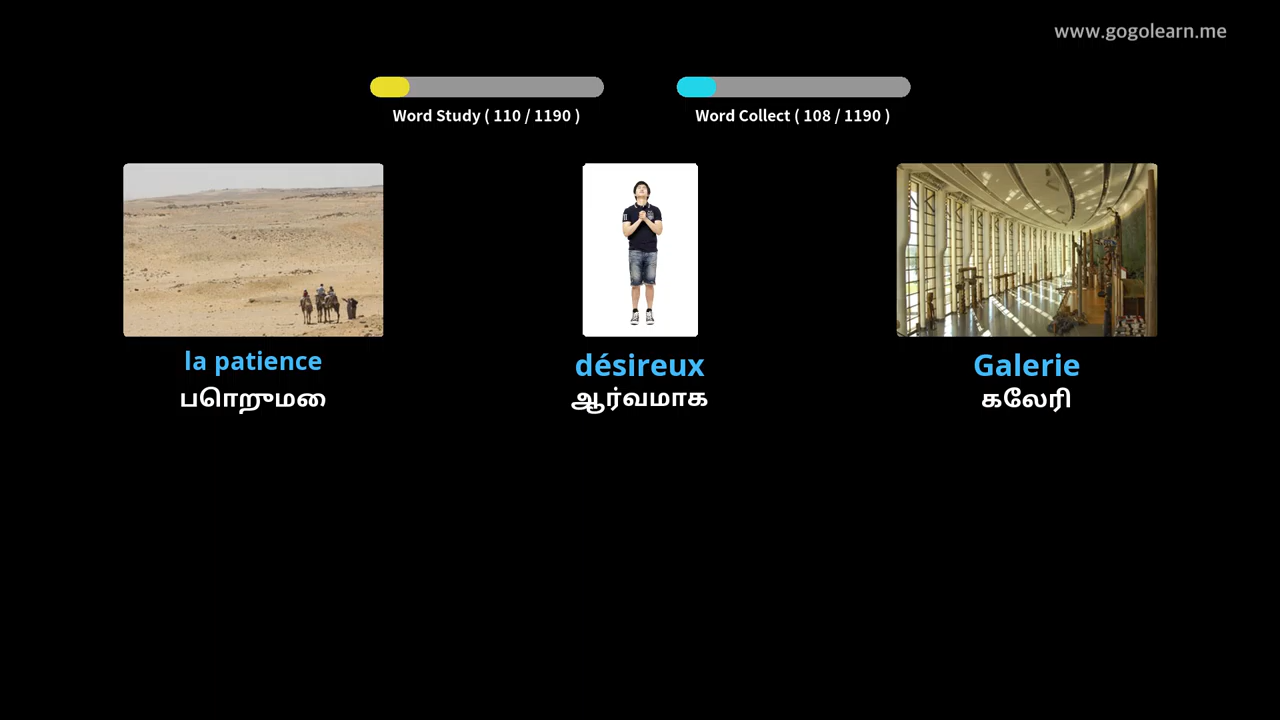 www.gogolearn.me
Word Study ( 110 / 1190 )
Word Collect ( 108 / 1190 )
la patience
பொறுமை
désireux
ஆர்வமாக
Galerie
கலேரி